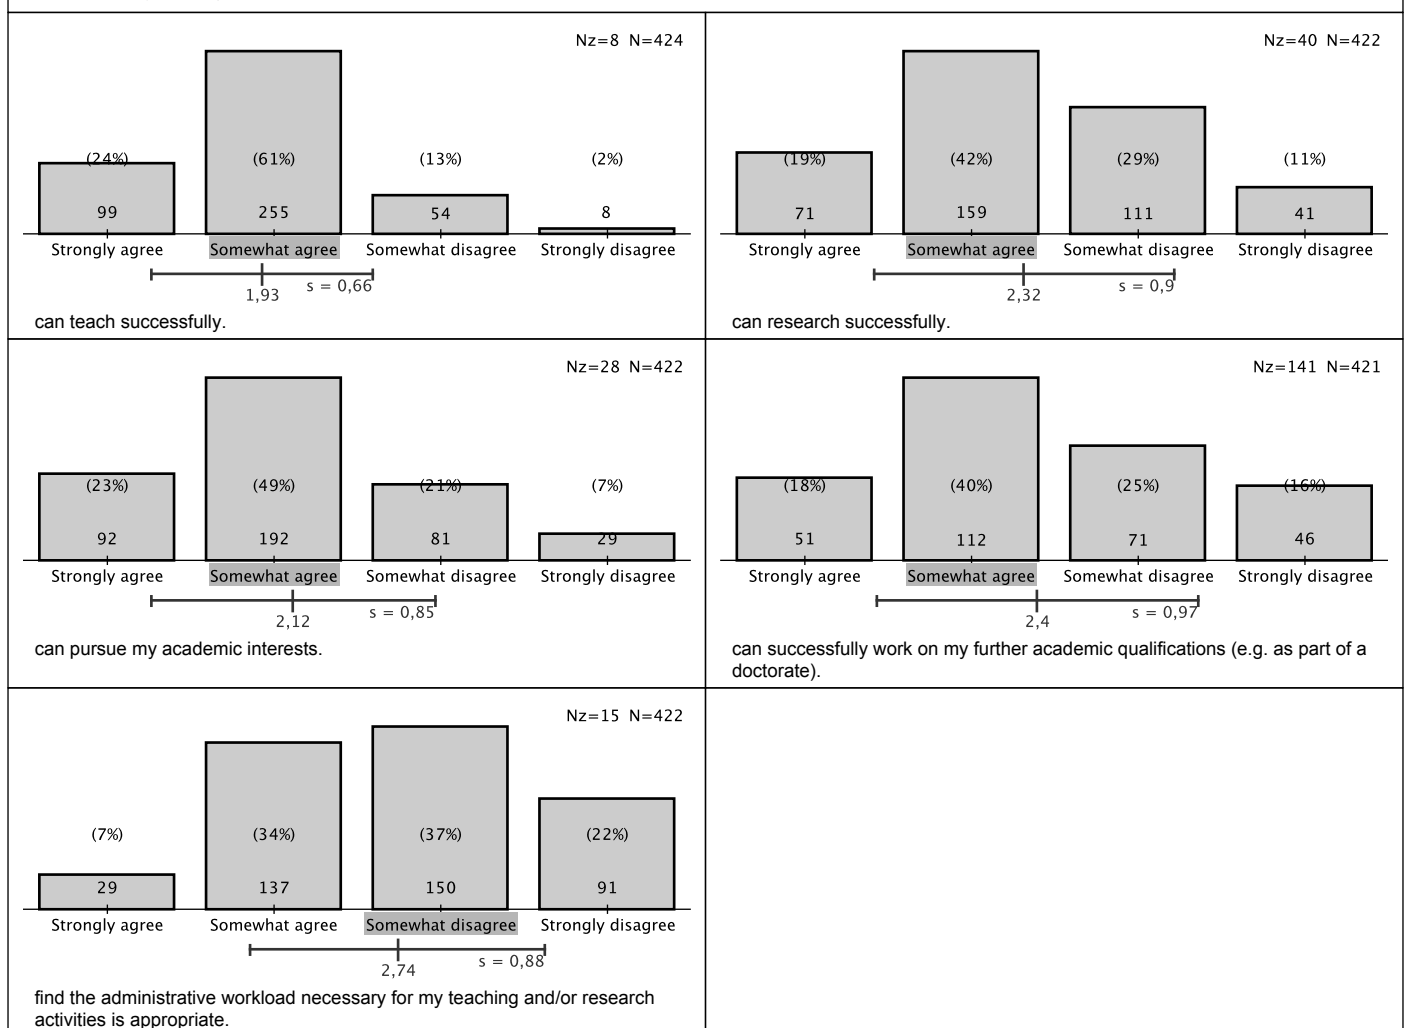 Nz=8 N=424
(24%) (61%) (13%) (2%)
99 255 54 8
Strongly agree Somewhat agree Somewhat disagree Strongly disagree
s = 0,66
1,93
can teach successfully.
Nz=40 N=422
(19%) (42%) (29%) (11%)
71 159 111 41
Strongly agree Somewhat agree Somewhat disagree Strongly disagree
s = 0,9
2,32
can research successfully.
Nz=28 N=422
(23%) (49%) (21%) (7%)
92 192 81 29
Strongly agree Somewhat agree Somewhat disagree Strongly disagree
s = 0,85
2,12
can pursue my academic interests.
Nz=141 N=421
(18%) (40%) (25%) (16%)
51 112 71 46
Strongly agree Somewhat agree Somewhat disagree Strongly disagree
s = 0,97
2,4
can successfully work on my further academic qualifications (e.g. as part of a
doctorate).
Nz=15 N=422
(7%) (34%) (37%) (22%)
29 137 150 91
Strongly agree Somewhat agree Somewhat disagree Strongly disagree
s = 0,88
2,74
find the administrative workload necessary for my teaching and/or research
activities is appropriate.